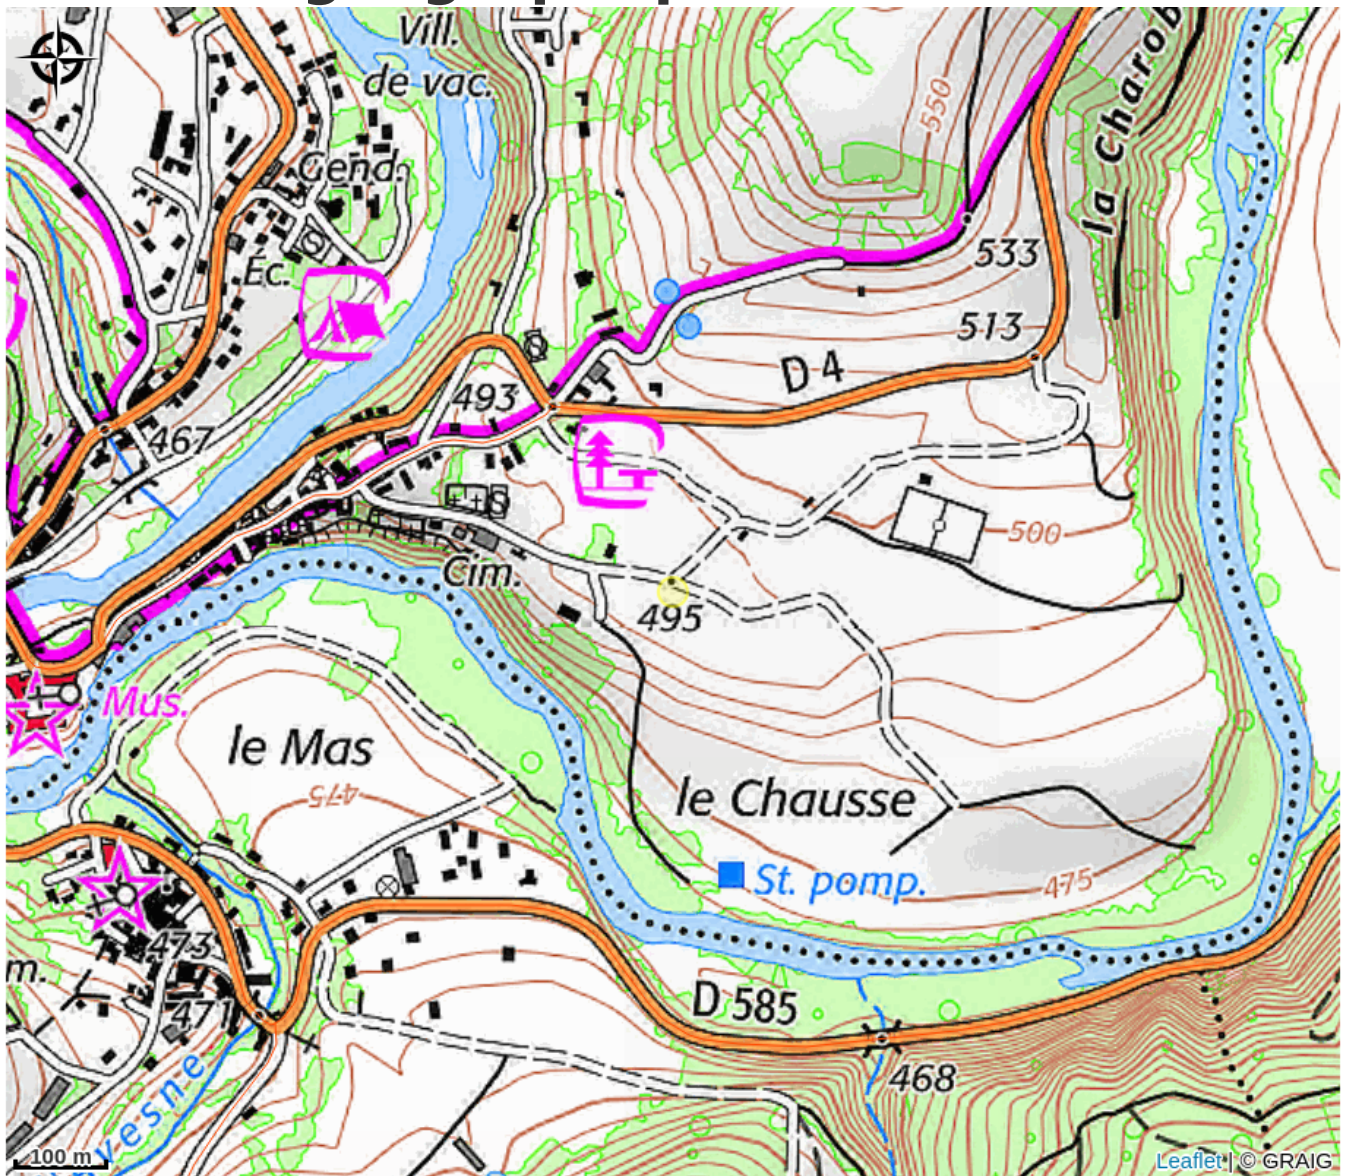 Vill.
de vac.
la Charob
550
Gend.
Éc.
533
513
D 4
493
467
500
Cim.
495
Mus.
le Mas
475
le Chausse
St. pomp.
475
473
m.
471
D 585
468
vesne
100 m
Leaflet | © GRAIG